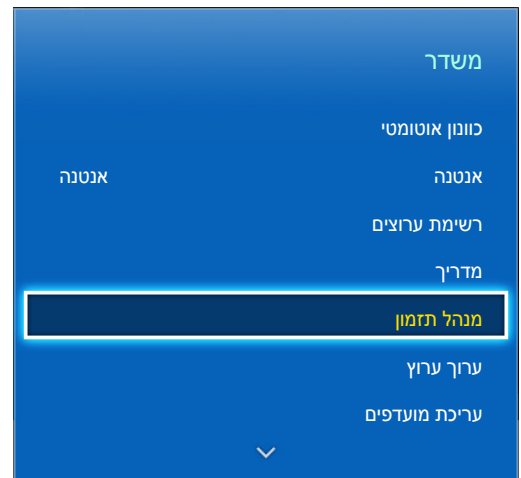 משדר
כוונון אוטומטי
אנטנה אנטנה
רשימת ערוצים
מדריך
מנהל תזמון
ערוך ערוץ
עריכת מועדפים